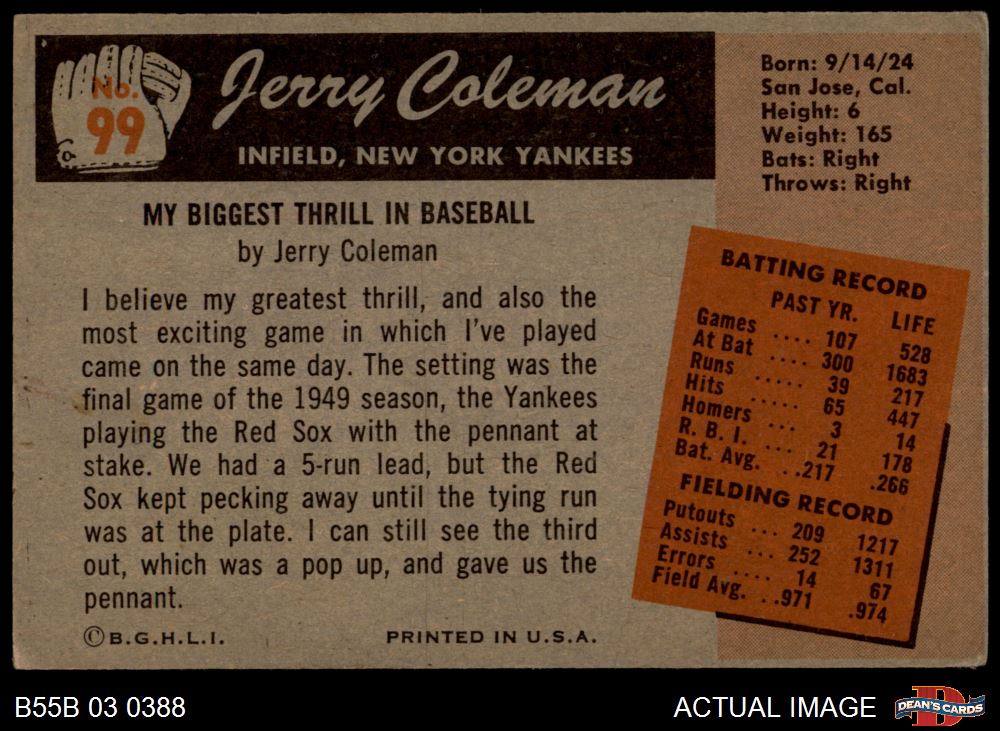 No.
99
Jerry Coleman
INFIELD, NEW YORK YANKEES
Born: 9/14/24
San Jose, Cal.
Height: 6
Weight: 165
Bats: Right
Throws: Right
MY BIGGEST THRILL IN BASEBALL
by Jerry Coleman
I believe my greatest thrill, and also the
most exciting game in which I've played
came on the same day. The setting was the
final game of the 1949 season, the Yankees
playing the Red Sox with the pennant at
stake. We had a 5-run lead, but the Red
Sox kept pecking away until the tying run
was at the plate. I can still see the third
out, which was a pop up, and gave us the
pennant.
©B.G.H.L.I. PRINTED IN U.S.A.
BATTING RECORD
PAST YR. LIFE
Games .... 107 528
At Bat .... 300 1683
Runs ..... 39 217
Hits ..... 65 447
Homers ... 3 14
R. B. I. ... 21 178
Bat. Avg. ..217 .266
FIELDING RECORD
Putouts ... 209 1217
Assists ... 252 1311
Errors .... 14 67
Field Avg. ..971 .974
B55B 03 0388
ACTUAL IMAGE
D
DEAN'S CARDS